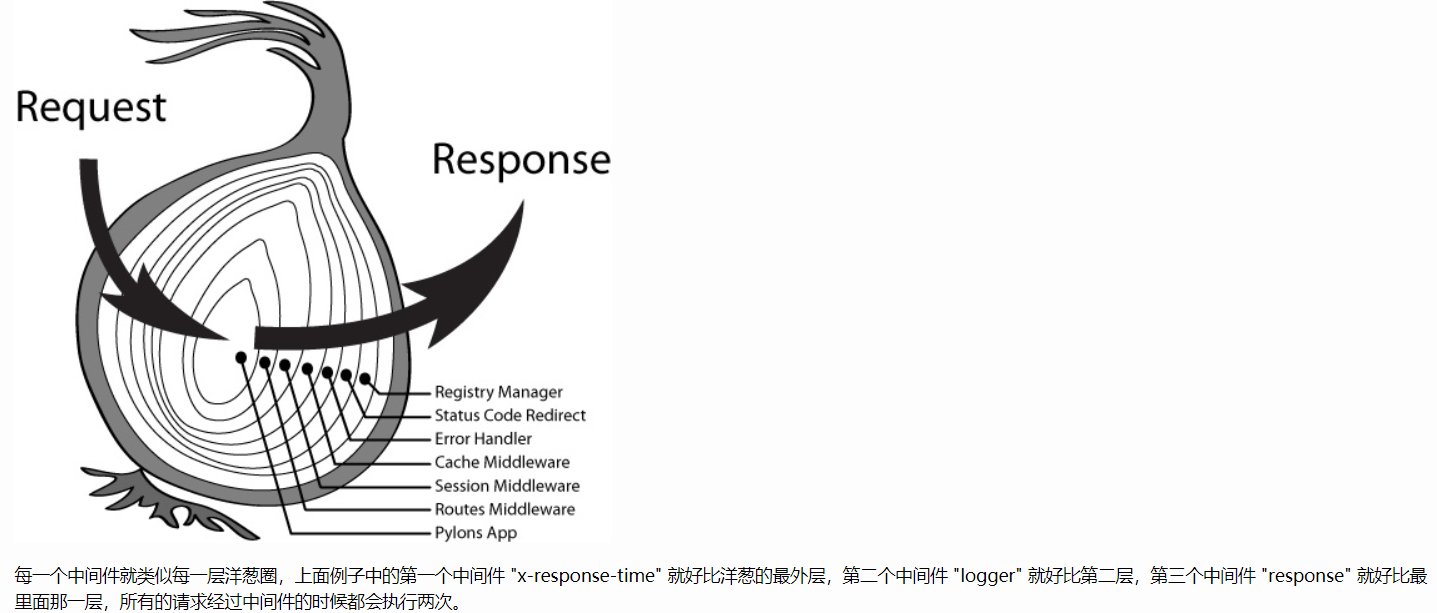 Request
Response
Registry Manager
Status Code Redirect
Error Handler
Cache Middleware
Session Middleware
Routes Middleware
Pylons App
每一个中间件就类似每一层洋葱圈，上面例子中的第一个中间件 "x-response-time" 就好比洋葱的最外层，第二个中间件 "logger" 就好比第二层，第三个中间件 "response" 就好比最
里面那一层，所有的请求经过中间件的时候都会执行两次。